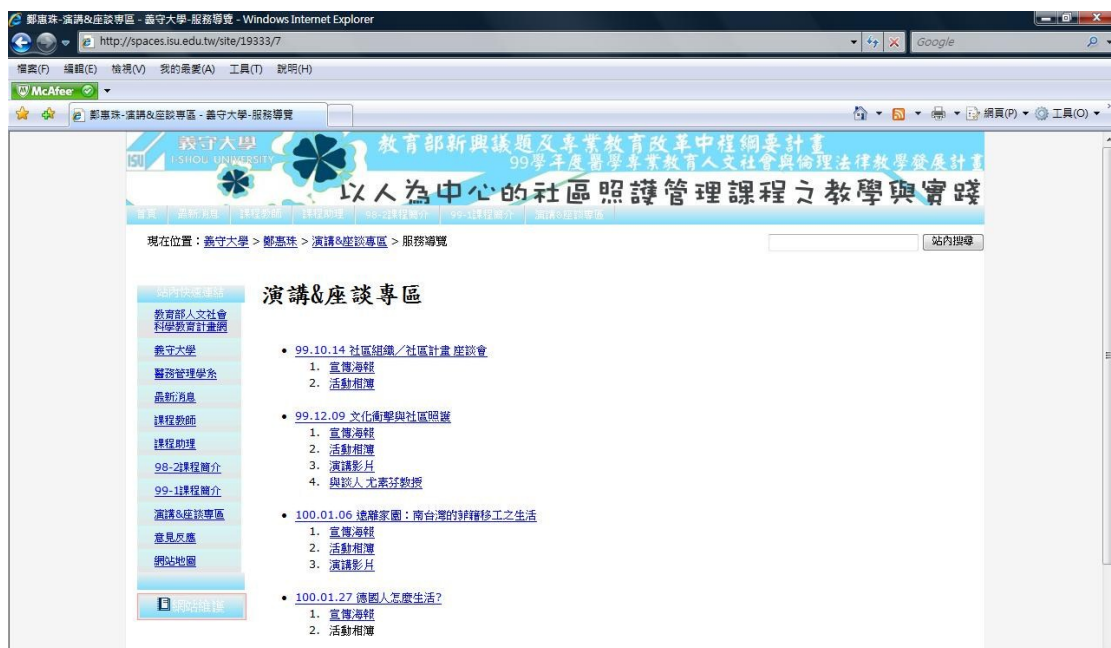 鄭惠珠-演講&座談專區 - 義守大學-服務導覽 - Windows Internet Explorer
http://spaces.isu.edu.tw/site/19333/7
Google
檔案(F) 編輯(E) 檢視(V) 我的最愛(A) 工具(T) 說明(H)
McAfee
鄭惠珠-演講&座談專區 - 義守大學-服務導覽
網頁(P) 工具(O)
義守大學
ISU I-SHOU UNIVERSITY
教育部新興議題及專業教育改革中程綱要計畫
99學年度醫學專業教育人文社會與倫理法律教學發展計畫
以人為中心的社區照護管理課程之教學與實踐
首頁 最新消息 課程教師 課程助理 98-2課程簡介 99-1課程簡介 演講&座談專區
現在位置：義守大學 > 鄭惠珠 > 演講&座談專區 > 服務導覽
站內搜尋
站內快速連結
教育部人文社會
科學教育計畫網
義守大學
醫務管理學系
最新消息
課程教師
課程助理
98-2課程簡介
99-1課程簡介
演講&座談專區
意見反應
網站地圖
網站維護
演講&座談專區
99.10.14 社區組織／社區計畫 座談會
1. 宣傳海報
2. 活動相簿
99.12.09 文化衝擊與社區照護
1. 宣傳海報
2. 活動相簿
3. 演講影片
4. 與談人 尤素芬教授
100.01.06 遠離家園：南台灣的菲籍移工之生活
1. 宣傳海報
2. 活動相簿
3. 演講影片
100.01.27 德國人怎麼生活?
1. 宣傳海報
2. 活動相簿